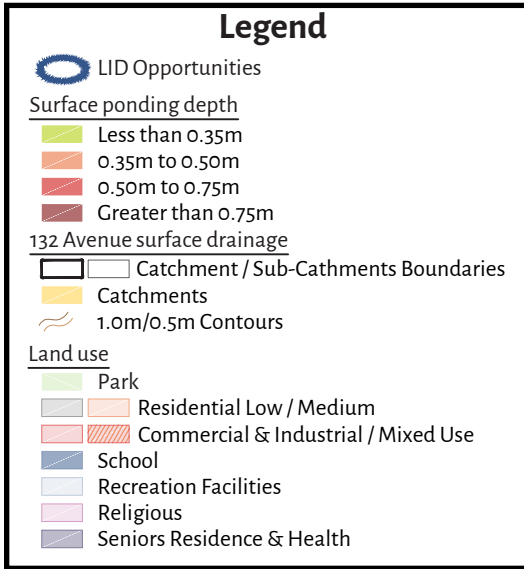 Legend
LID Opportunities
Surface ponding depth
Less than 0.35m
0.35m to 0.50m
0.50m to 0.75m
Greater than 0.75m
132 Avenue surface drainage
Catchment / Sub-Cathments Boundaries
Catchments
1.0m/0.5m Contours
Land use
Park
Residential Low / Medium
Commercial & Industrial / Mixed Use
School
Recreation Facilities
Religious
Seniors Residence & Health